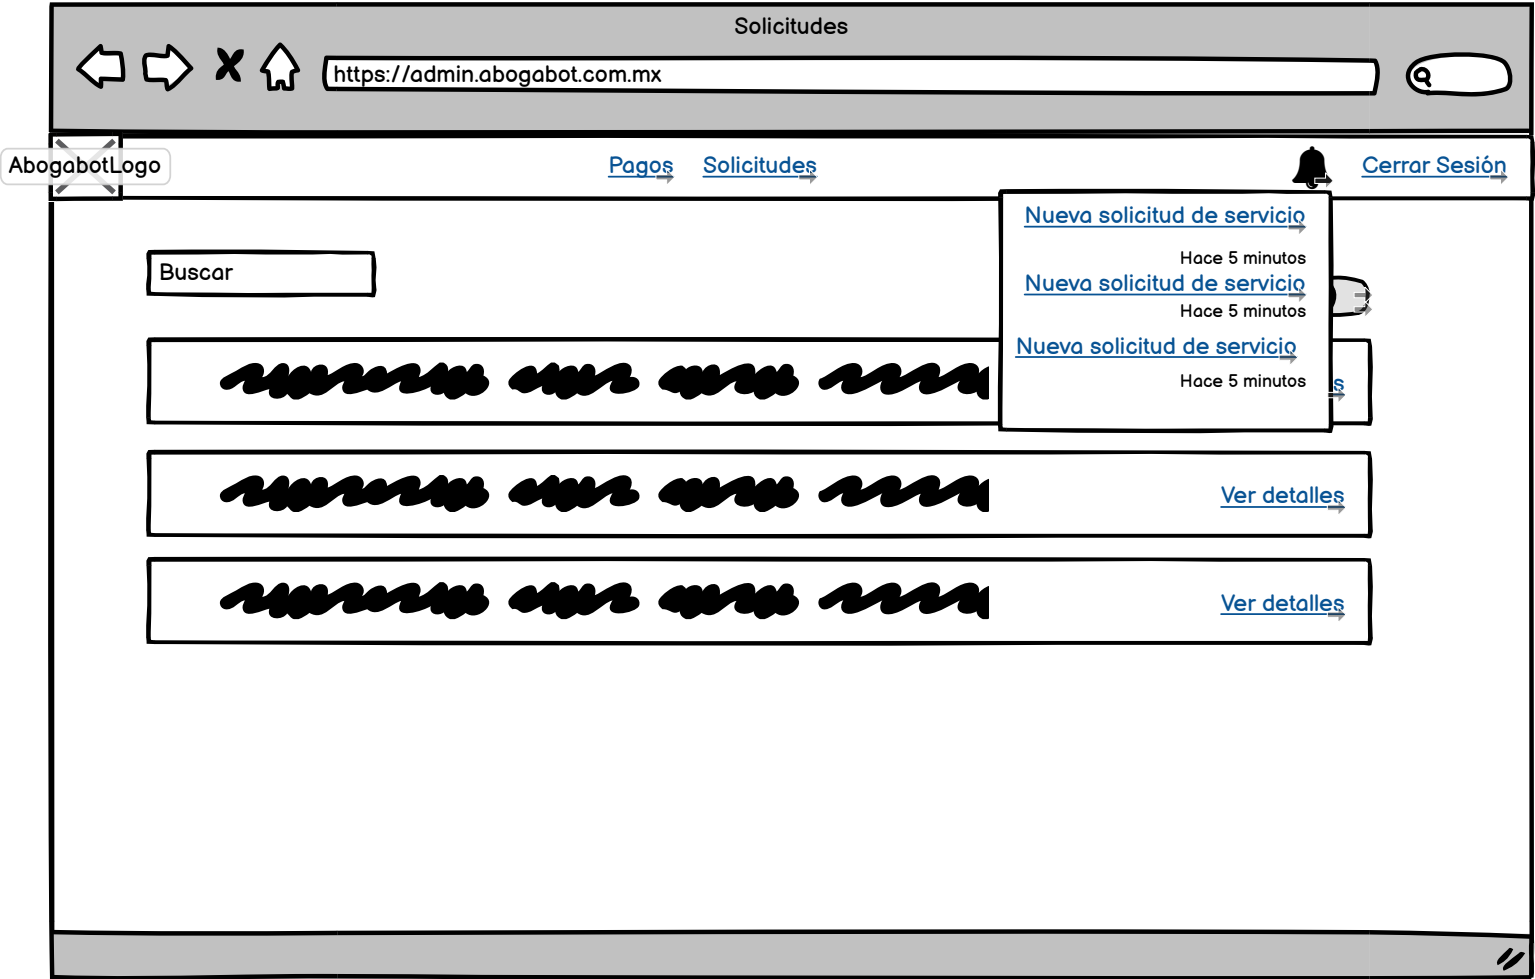 Solicitudes
https://admin.abogabot.com.mx
AbogabotLogo
Pagos
Solicitudes
Cerrar Sesión
Nueva solicitud de servicio
Hace 5 minutos
Nueva solicitud de servicio
Hace 5 minutos
Nueva solicitud de servicio
Hace 5 minutos
Buscar
s
Ver detalles
Ver detalles